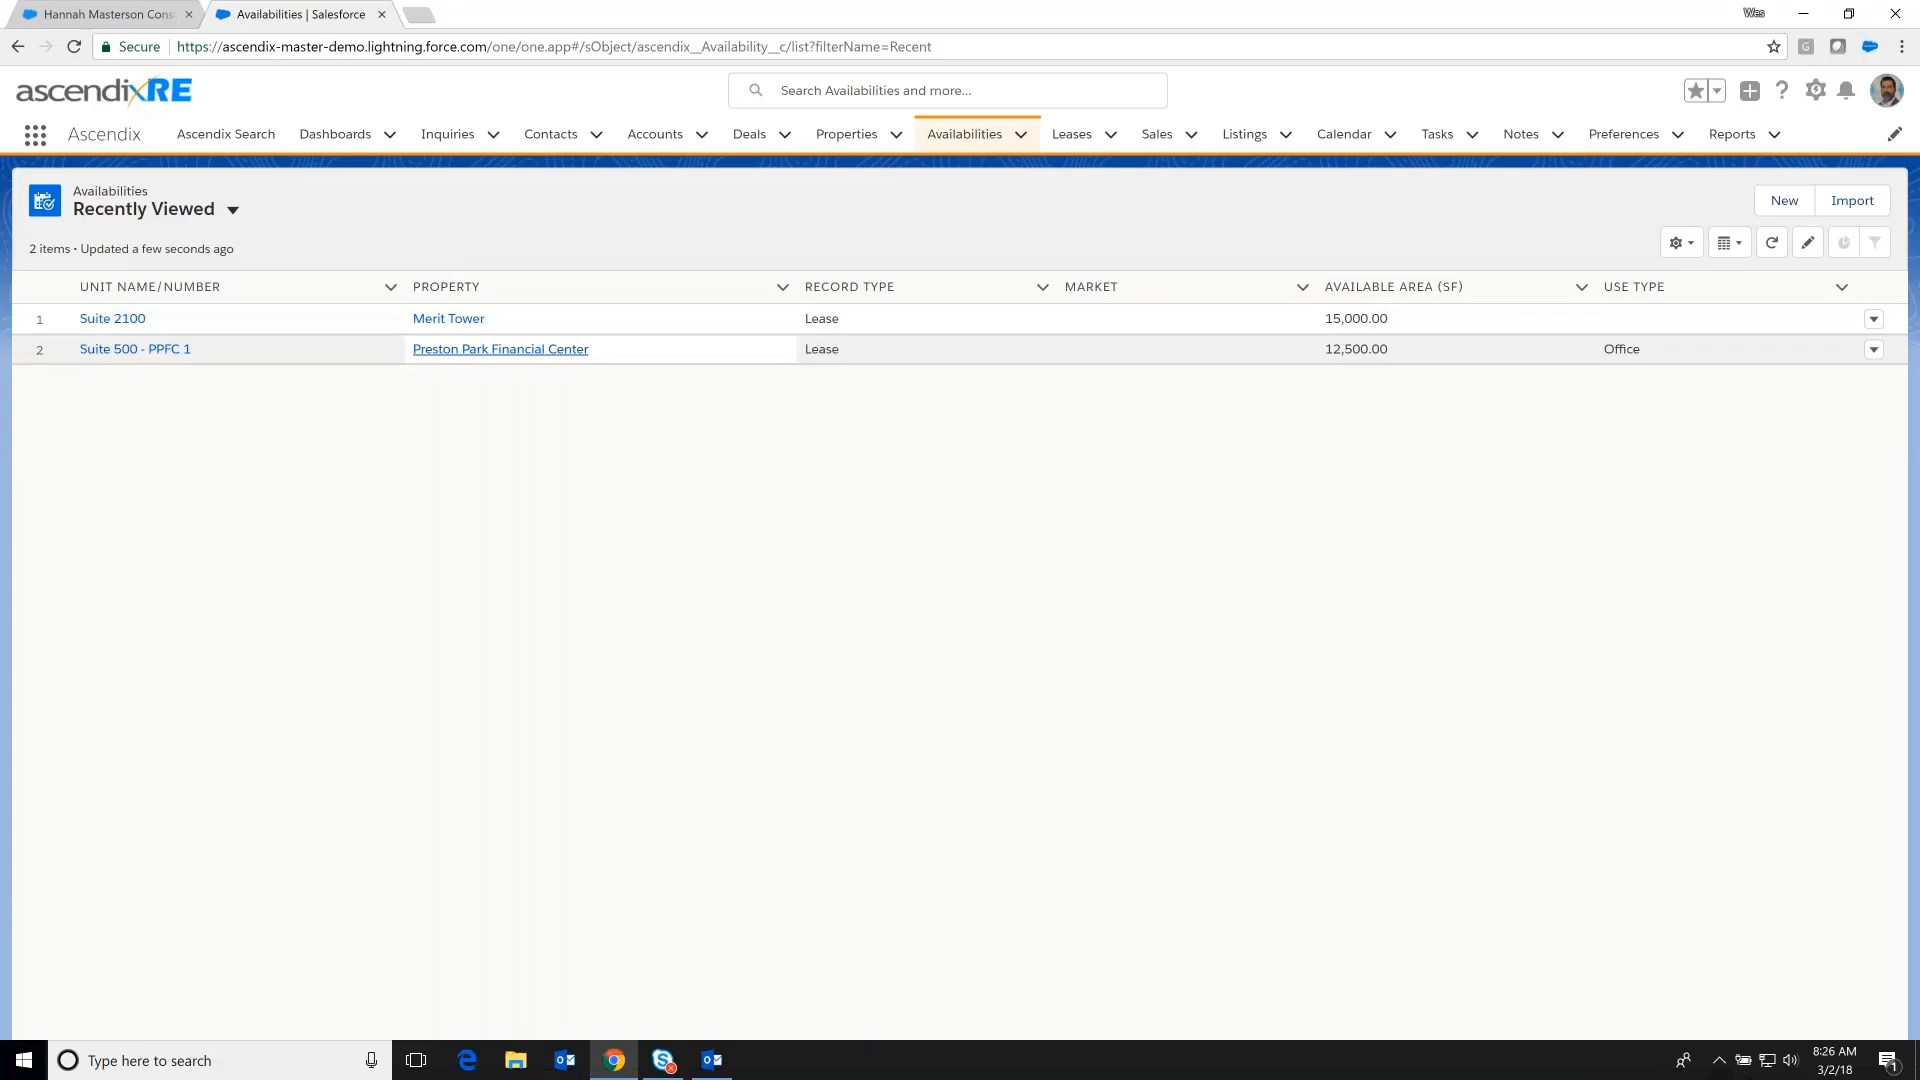 Hannah Masterson Cons
Availabilities | Salesforce
Wes
Secure
https://ascendix-master-demo.lightning.force.com/one/one.app#/sObject/ascendix__Availability__c/list?filterName=Recent
G
ascendixRE
Search Availabilities and more...
Ascendix
Ascendix Search
Dashboards
Inquiries
Contacts
Accounts
Deals
Properties
Availabilities
Leases
Sales
Listings
Calendar
Tasks
Notes
Preferences
Reports
Availabilities
Recently Viewed
New
Import
2 items • Updated a few seconds ago
UNIT NAME/NUMBER
PROPERTY
RECORD TYPE
MARKET
AVAILABLE AREA (SF)
USE TYPE
1
Suite 2100
Merit Tower
Lease
15,000.00
2
Suite 500 - PPFC 1
Preston Park Financial Center
Lease
12,500.00
Office
Type here to search
8:26 AM
3/2/18
1